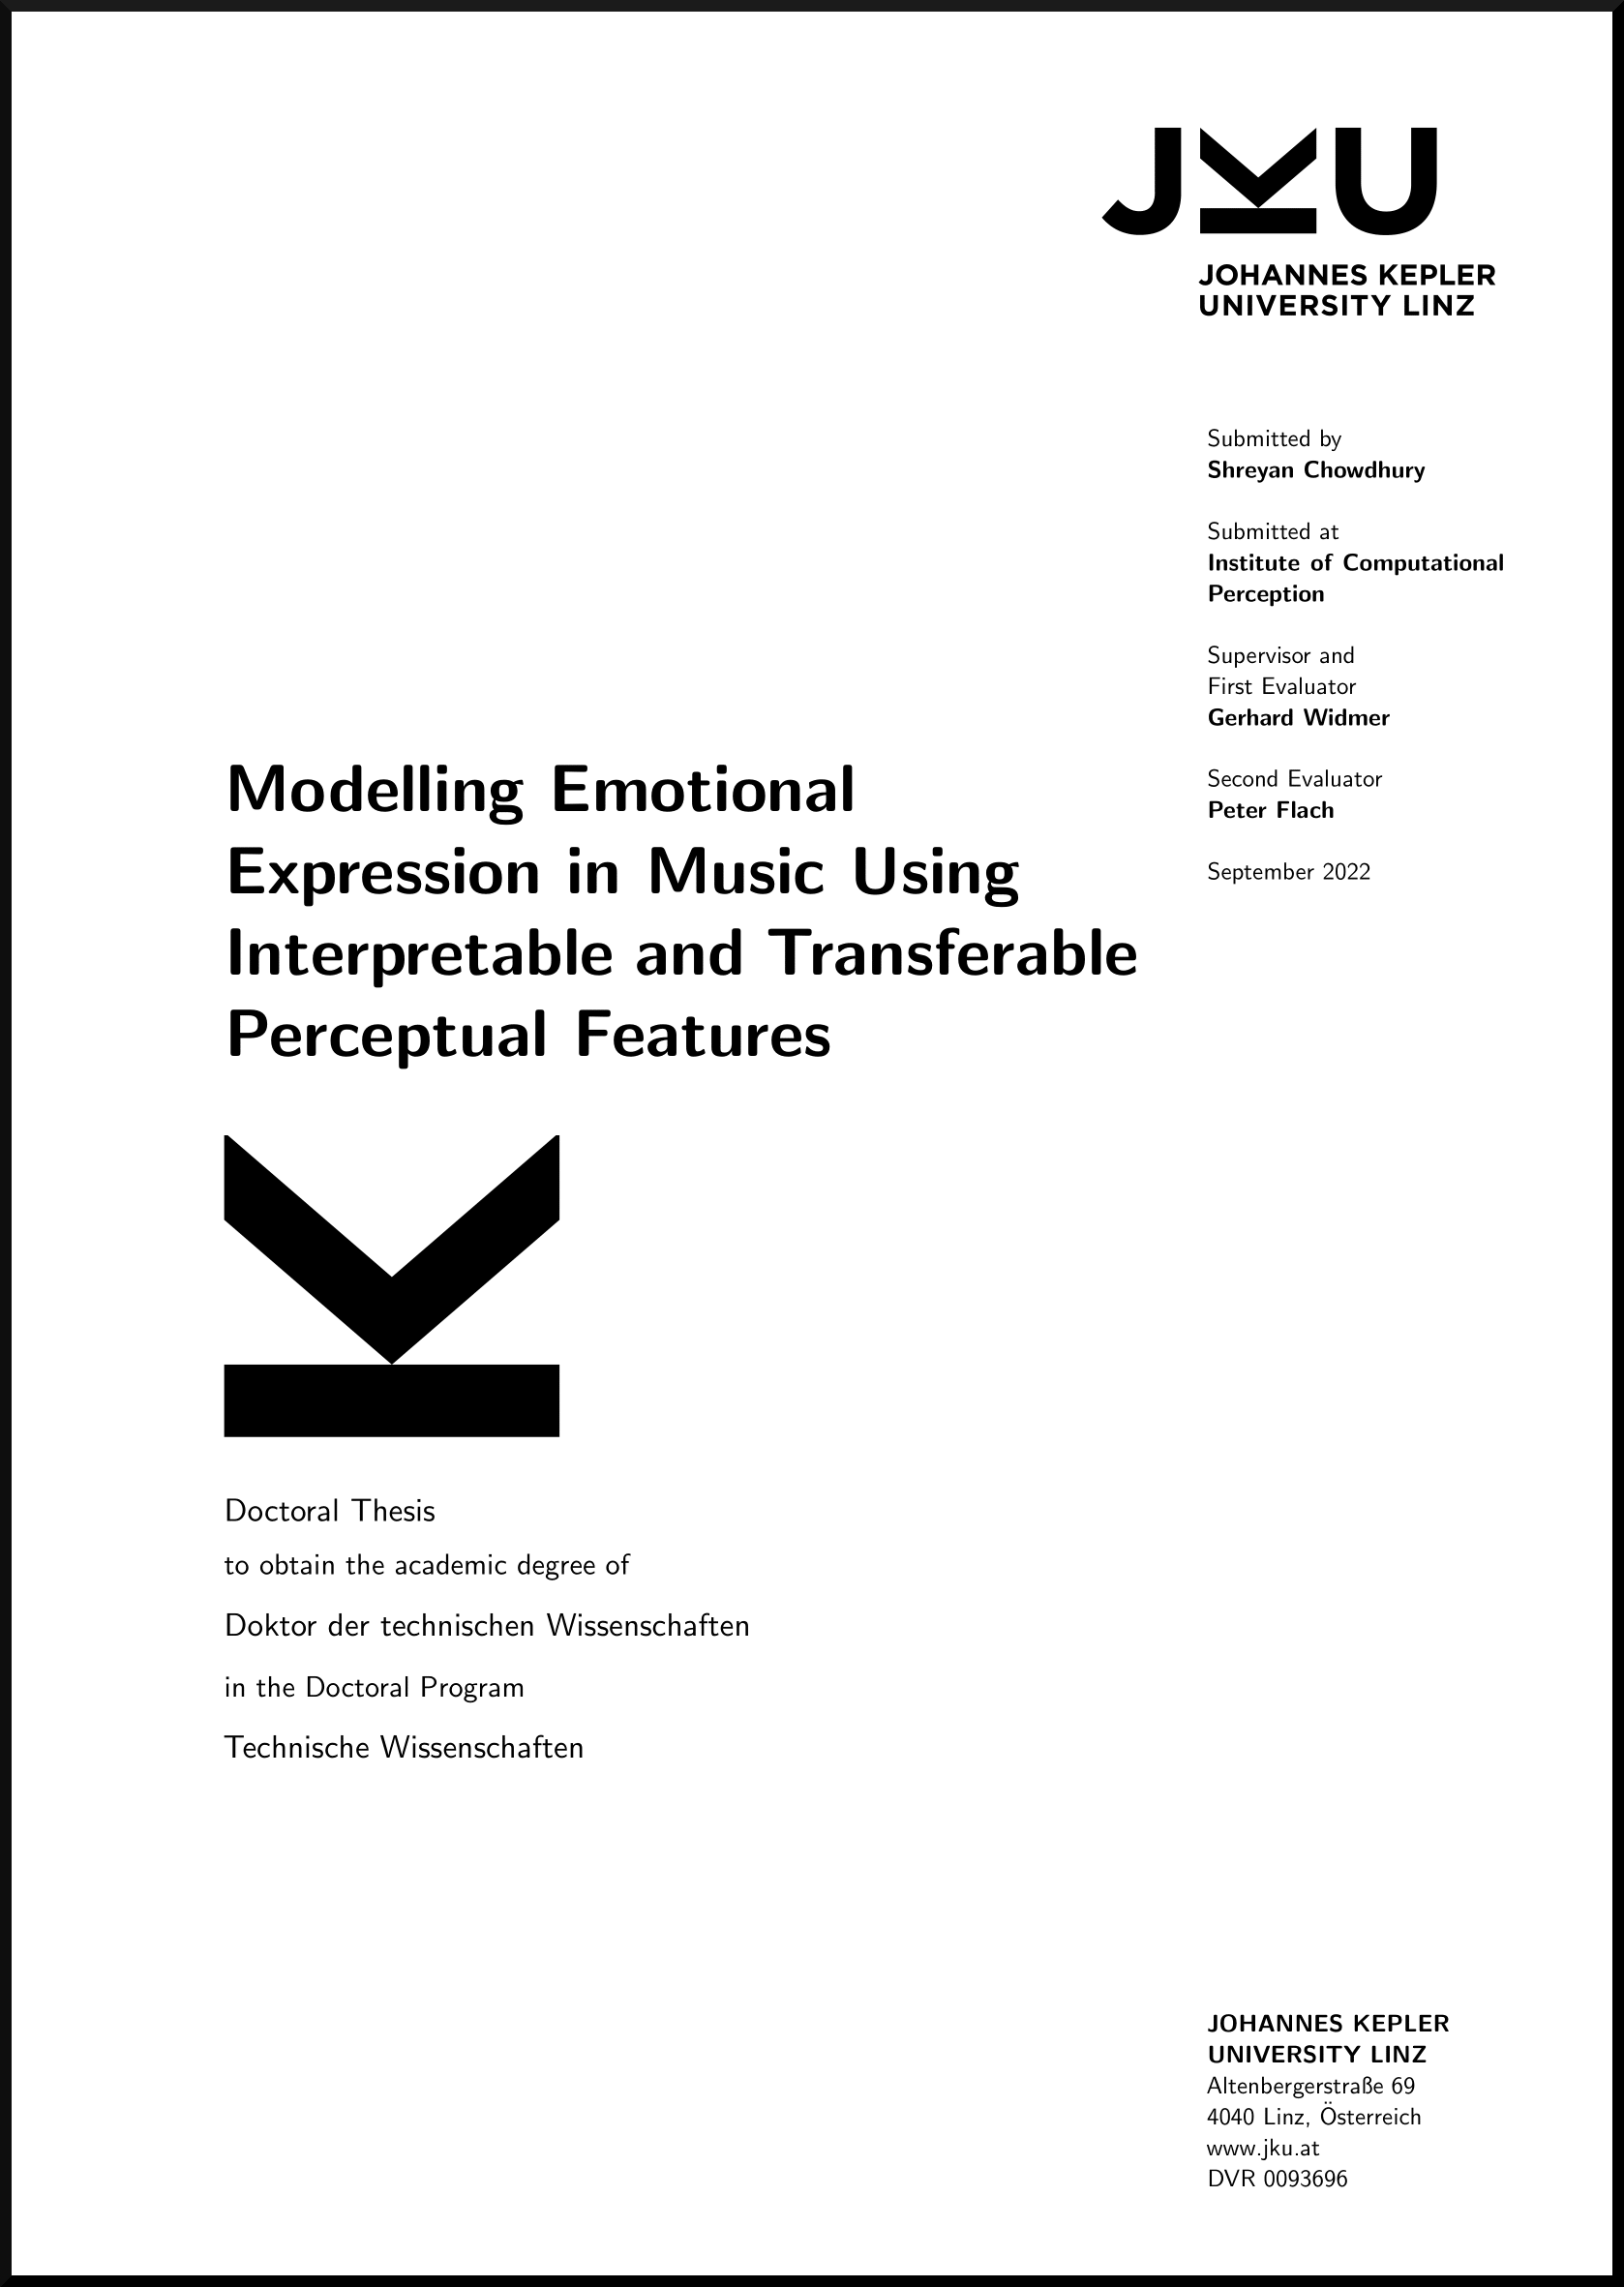 JKU
JOHANNES KEPLER
UNIVERSITY LINZ
Submitted by
Shreyan Chowdhury
Submitted at
Institute of Computational
Perception
Supervisor and
First Evaluator
Gerhard Widmer
Second Evaluator
Peter Flach
September 2022
Modelling Emotional
Expression in Music Using
Interpretable and Transferable
Perceptual Features
Doctoral Thesis
to obtain the academic degree of
Doktor der technischen Wissenschaften
in the Doctoral Program
Technische Wissenschaften
JOHANNES KEPLER
UNIVERSITY LINZ
Altenbergerstraße 69
4040 Linz, Österreich
www.jku.at
DVR 0093696